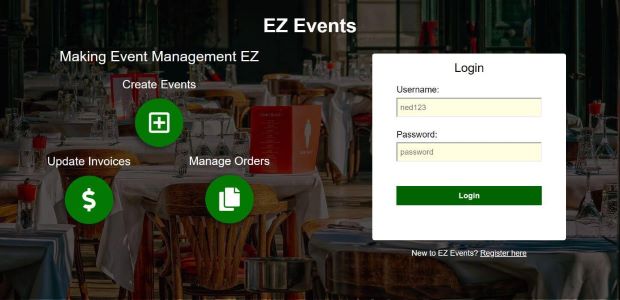 EZ Events
Making Event Management EZ
Create Events
Update Invoices
Manage Orders
$
Login
Username:
ned123
Password:
password
Login
New to EZ Events? Register here